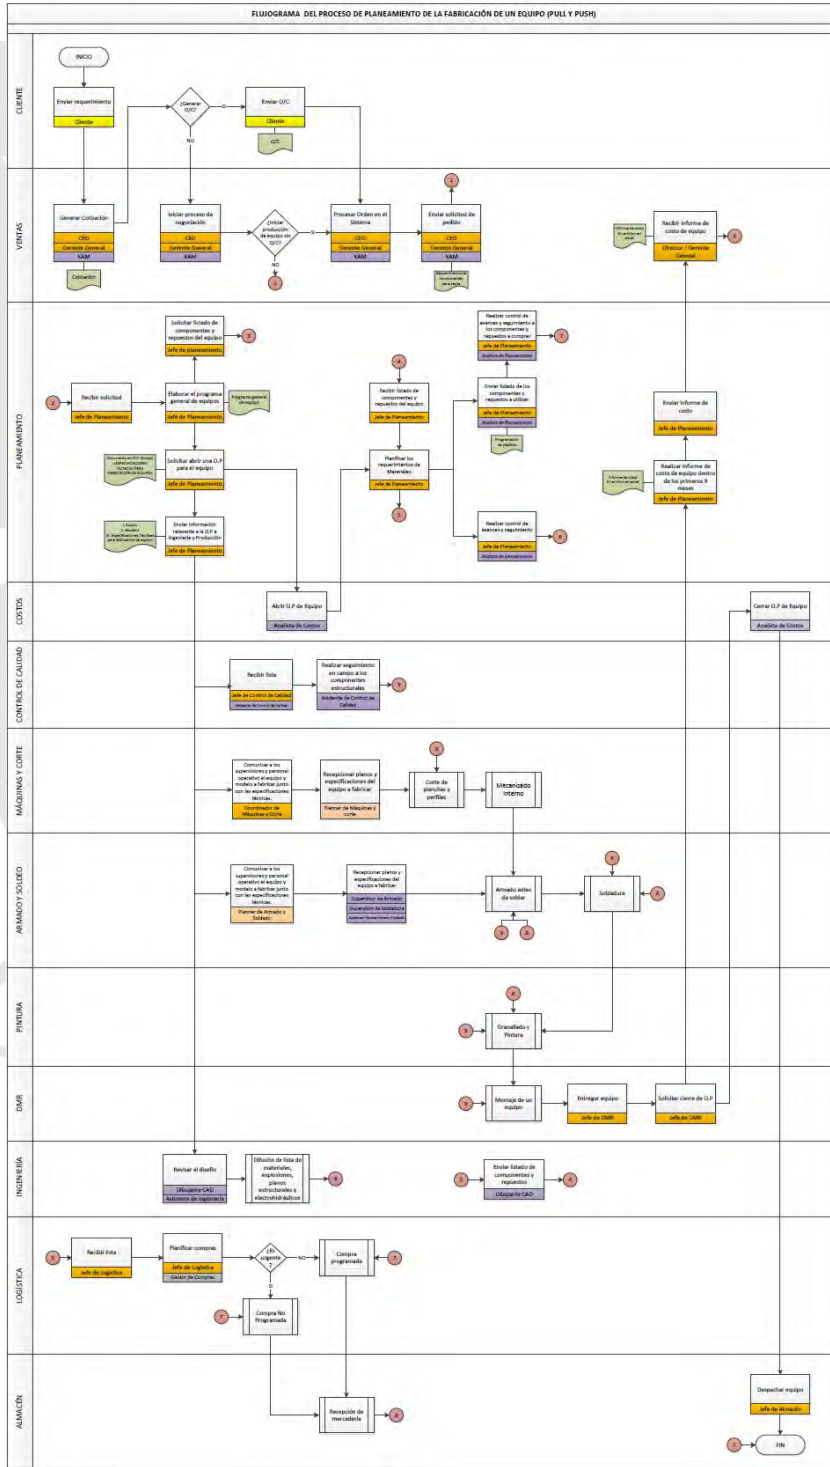 FLUJOGRAMA DEL PROCESO DE PLANEAMIENTO DE LA FABRICACIÓN DE UN EQUIPO (PULL Y PUSH)
CLIENTE
INICIO
Enviar requerimiento
Cliente
¿Generar
O/C?
SI
NO
Enviar O/C
Cliente
O/C
VENTAS
Generar Cotización
CEO
Gerente General
KAM
Cotización
Iniciar proceso de
negociación
CEO
Gerente General
KAM
¿Iniciar
producción
de equipo sin
O/C?
SI
NO
1
Procesar Orden en el
Sistema
CEO
Gerente General
KAM
Enviar solicitud de
pedido
CEO
Gerente General
KAM
Recibir informe de
costo de equipo
Director / Gerente
General
PLANEAMIENTO
Solicitar listado de
componentes y
repuestos del equipo
Jefe de planeamiento
3
2
Recibir solicitud
Jefe de Planeamiento
Elaborar el programa
general de equipos
Jefe de Planeamiento
Programa general
de equipo
Solicitar abrir una O.P
para el equipo
Jefe de Planeamiento
Enviar información
relevante a la O.P a
Ingeniería y Producción
Jefe de Planeamiento
4
Recibir listado de
componentes y
repuestos del equipo
Jefe de Planeamiento
Planificar los
requerimientos de
Materiales
Jefe de Planeamiento
5
Realizar control de
avances y seguimiento a
los componentes y
repuestos a comprar
Jefe de Planeamiento
Analista de Planeamiento
7
Enviar listado de los
componentes y
repuestos a utilizar
Jefe de Planeamiento
Analista de Planeamiento
Programación
de pedidos
Realizar control de
avances y seguimiento
Jefe de Planeamiento
Analista de Planeamiento
Enviar informe de
costo
Jefe de Planeamiento
Realizar informe de
costo de equipo dentro
de los primeros 9
meses
Jefe de Planeamiento
COSTOS
Abrir O.P de Equipo
Analista de Costos
Cerrar O.P de Equipo
Analista de Costos
CONTROL DE CALIDAD
Recibir lista
Jefe de Control de Calidad
Asistente de Control de Calidad
Realizar seguimiento
en campo a los
componentes
estructurales
Asistente de Control de
Calidad
9
MÁQUINAS Y CORTE
Comunicar a los
supervisores y personal
operativo el equipo y
modelo a fabricar junto
con las especificaciones
técnicas.
Coordinador de
Máquinas y Corte
Recepcionar planos y
especificaciones del
equipo a fabricar
Planner de Máquinas y
corte
Corte de
planchas y
perfiles
Mecanizado
interno
ARMADO Y SOLDEO
Comunicar a los
supervisores y personal
operativo el equipo y
modelo a fabricar junto
con las especificaciones
técnicas.
Planner de Armado y
Soldado
Recepcionar planos y
especificaciones del
equipo a fabricar
Supervisor de Armado
Supervisor de Soldadura
Armado antes
de soldar
Soldadura
PINTURA
Granallado y
Pintura
DMR
Montaje de un
equipo
Entregar equipo
Jefe de DMR
Solicitar cierre de O.P
Jefe de DMR
INGENIERÍA
Revisar el diseño
Dibujante CAD
Asistente de Ingeniería
Difusión de lista de
materiales,
explosiones,
planos
estructurales y
electrohidráulicos
3
Enviar listado de
componentes y
repuestos
Dibujante CAD
4
LOGÍSTICA
5
Recibir lista
Jefe de Logística
Planificar compras
Jefe de Logística
Gestor de Compras
¿Es
urgente
?
NO
SI
Compra
programada
7
7
Compra No
Programada
ALMACÉN
Recepción de
mercadería
Despachar equipo
Jefe de Almacén
1
FIN